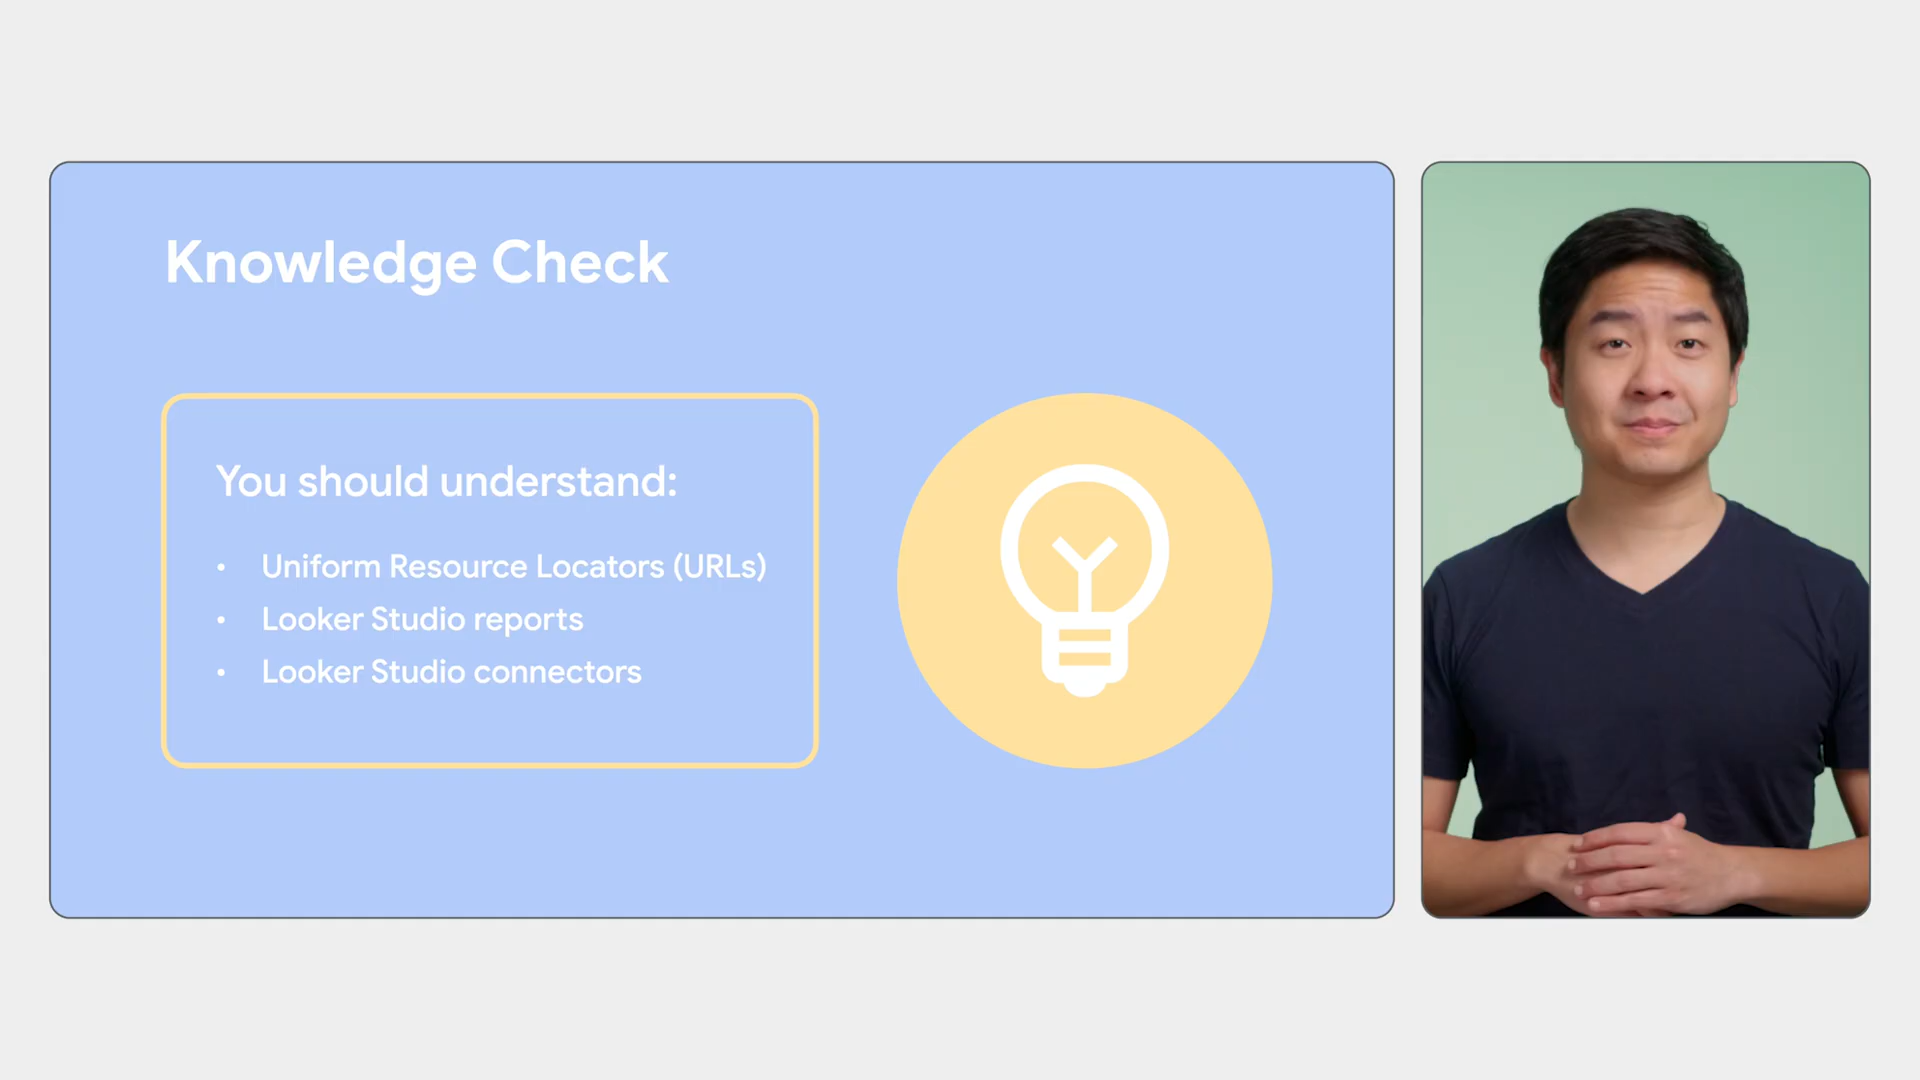 Knowledge Check
You should understand:
• Uniform Resource Locators (URLs)
• Looker Studio reports
• Looker Studio connectors